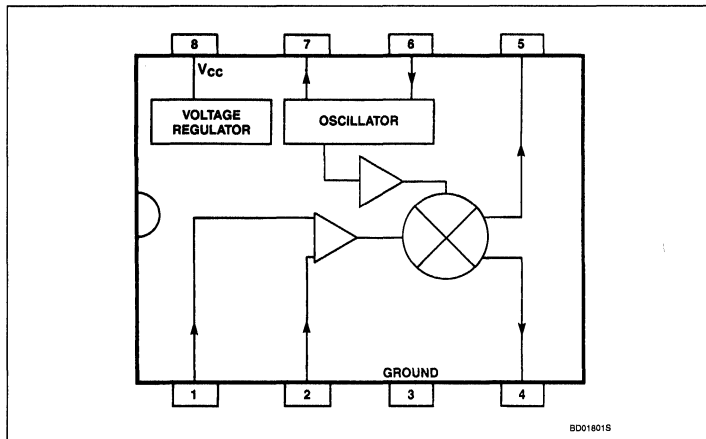 8 7 6 5
VCC
VOLTAGE
REGULATOR
OSCILLATOR
GROUND
1 2 3 4
BD01801S